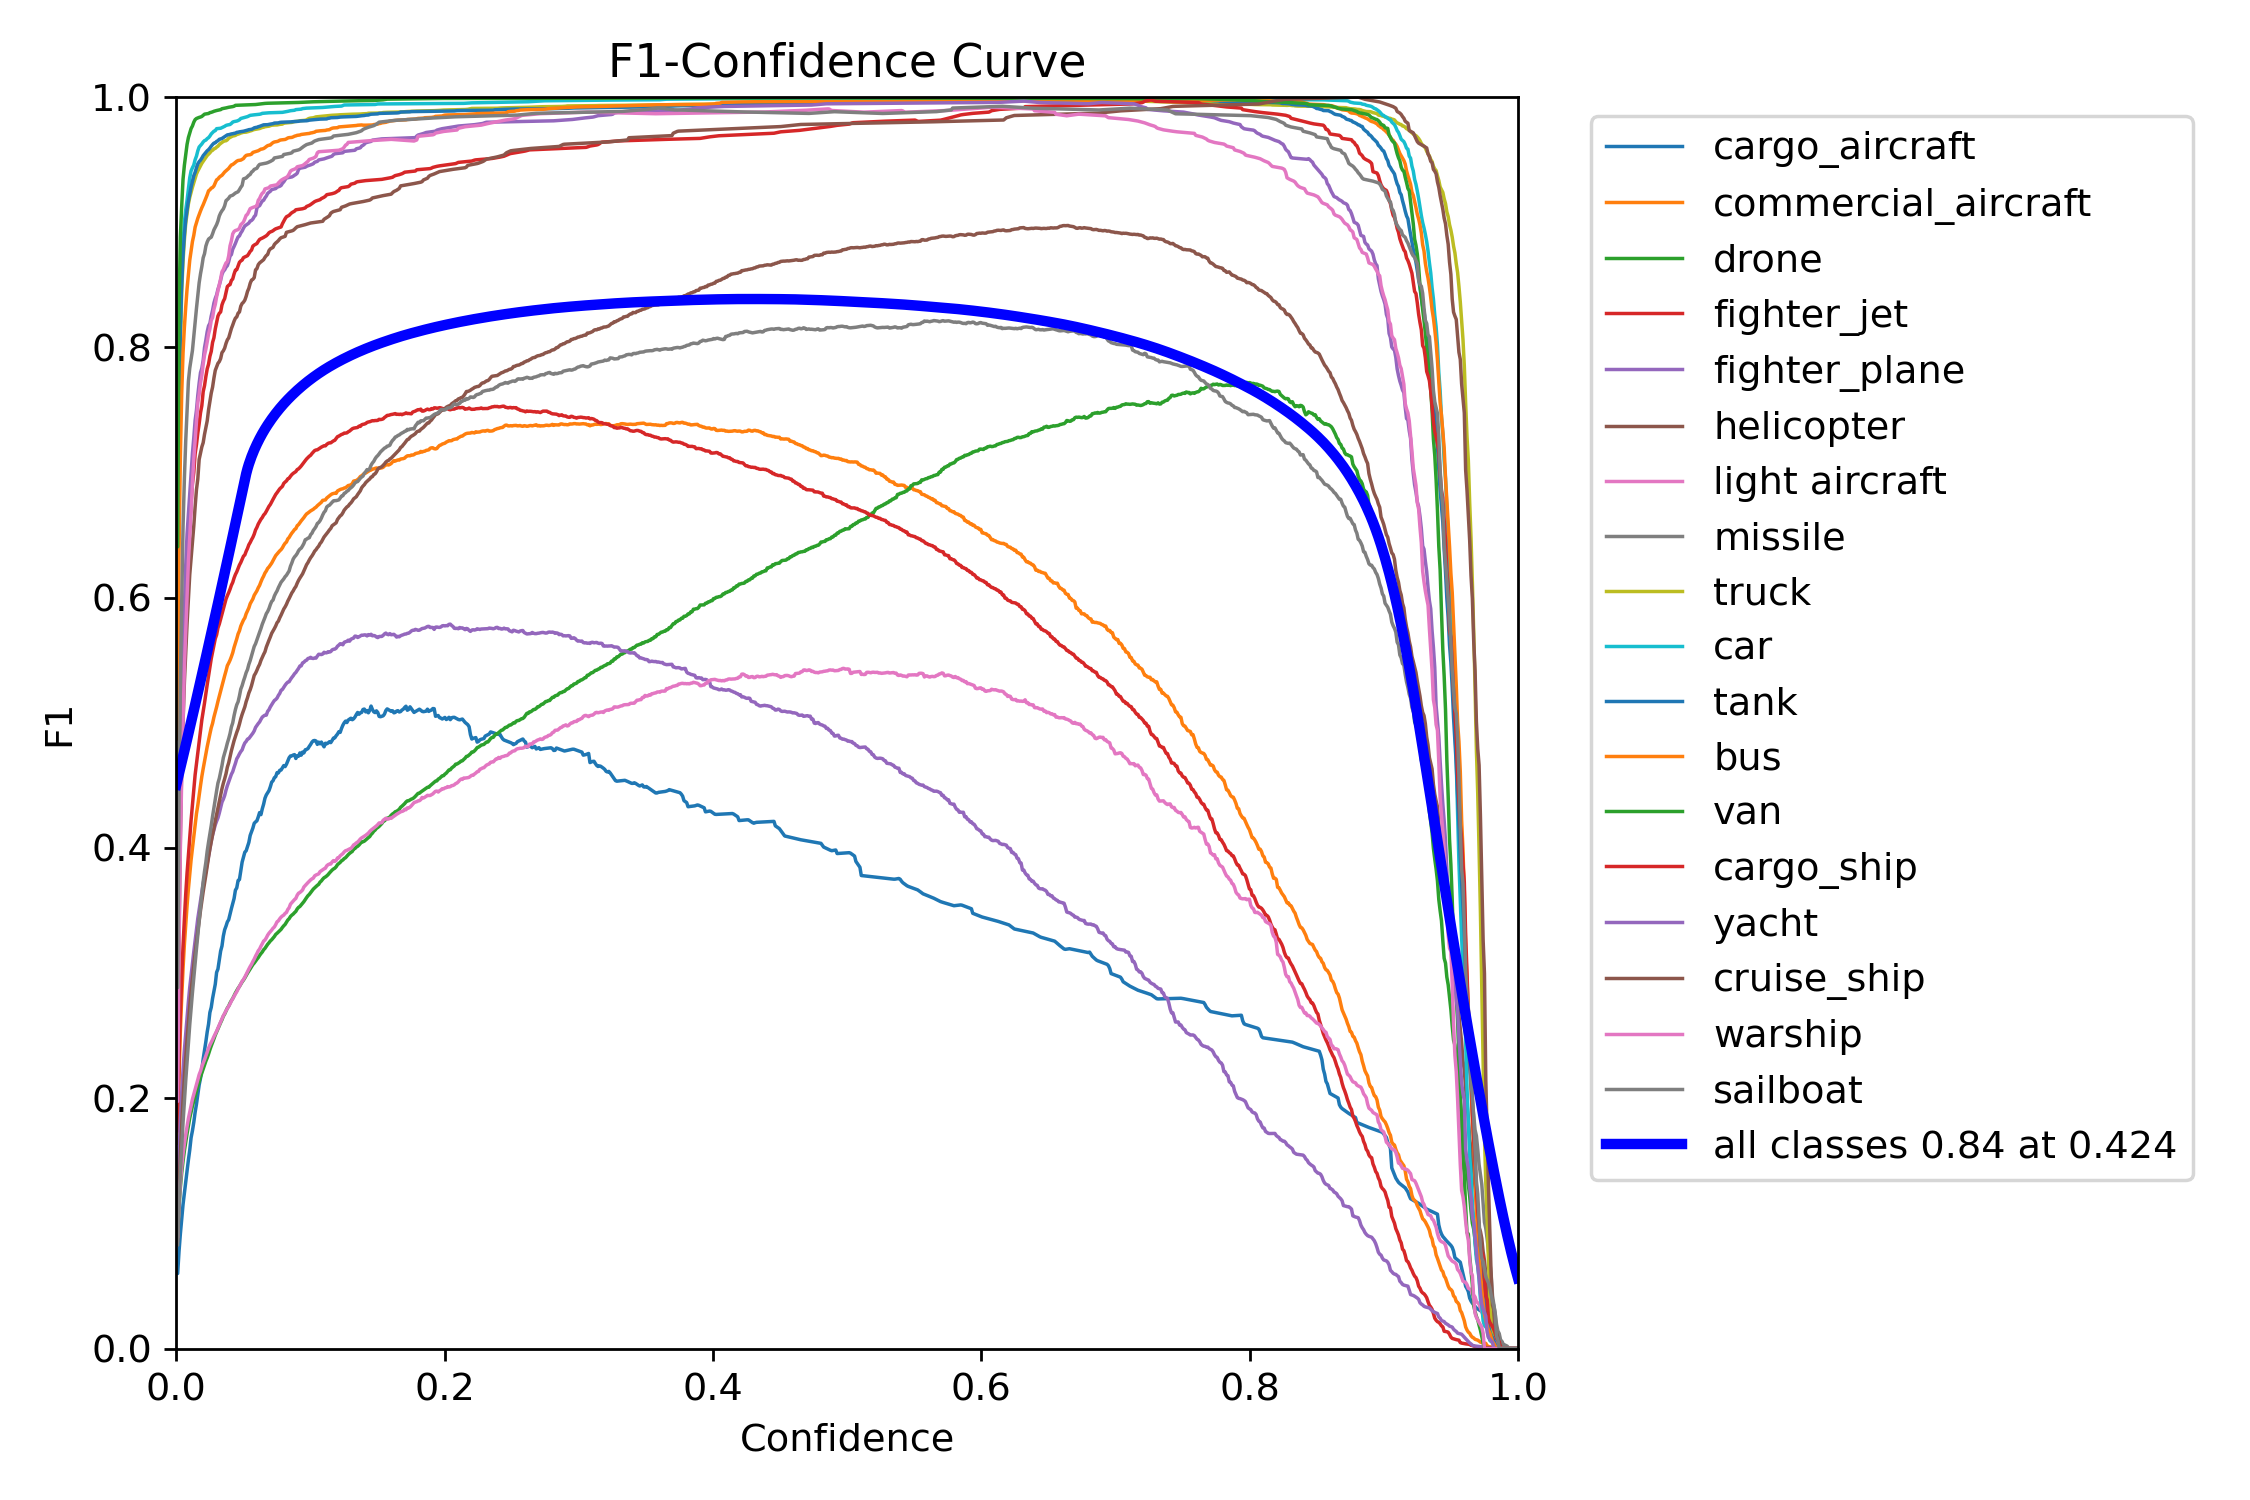 F1-Confidence Curve
1.0
0.8
0.6
0.4
0.2
0.0
F1
0.0 0.2 0.4 0.6 0.8 1.0
Confidence
cargo_aircraft
commercial_aircraft
drone
fighter_jet
fighter_plane
helicopter
light aircraft
missile
truck
car
tank
bus
van
cargo_ship
yacht
cruise_ship
warship
sailboat
all classes 0.84 at 0.424